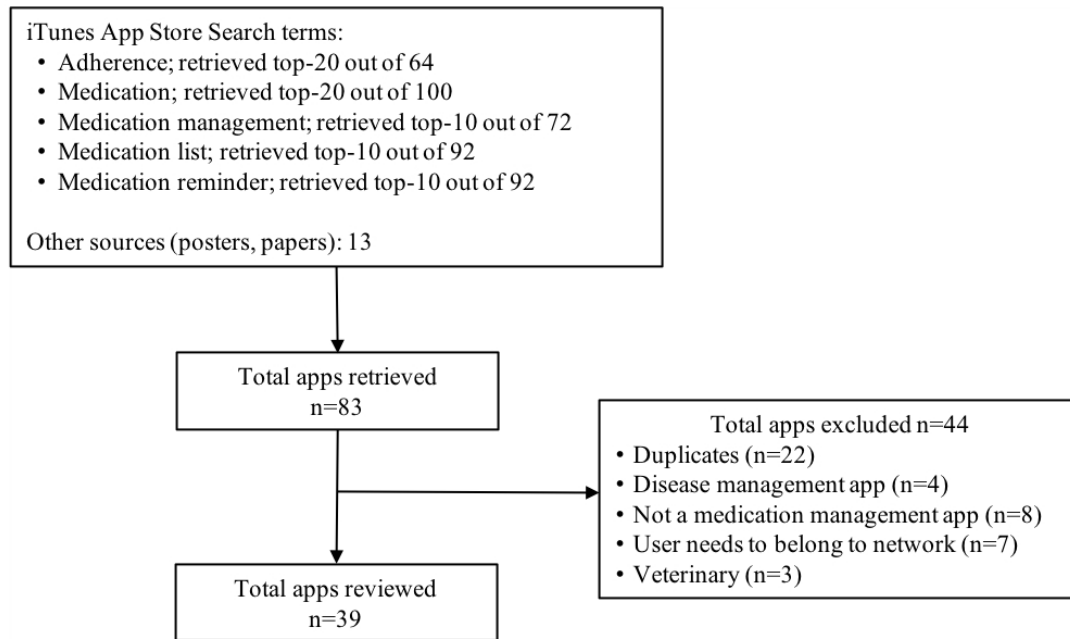 iTunes App Store Search terms:
• Adherence; retrieved top-20 out of 64
• Medication; retrieved top-20 out of 100
• Medication management; retrieved top-10 out of 72
• Medication list; retrieved top-10 out of 92
• Medication reminder; retrieved top-10 out of 92
Other sources (posters, papers): 13
Total apps retrieved
n=83
Total apps excluded n=44
• Duplicates (n=22)
• Disease management app (n=4)
• Not a medication management app (n=8)
• User needs to belong to network (n=7)
• Veterinary (n=3)
Total apps reviewed
n=39